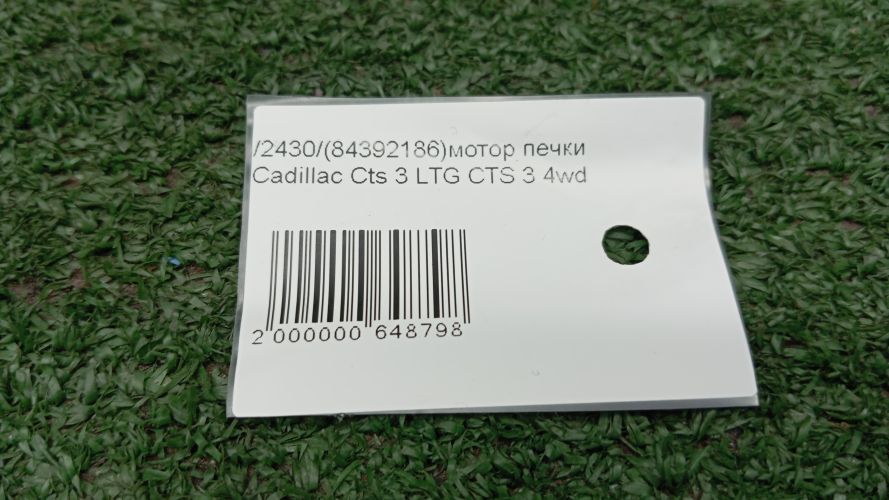 /2430/(84392186)мотор печки
Cadillac Cts 3 LTG CTS 3 4wd
2 000000 648798